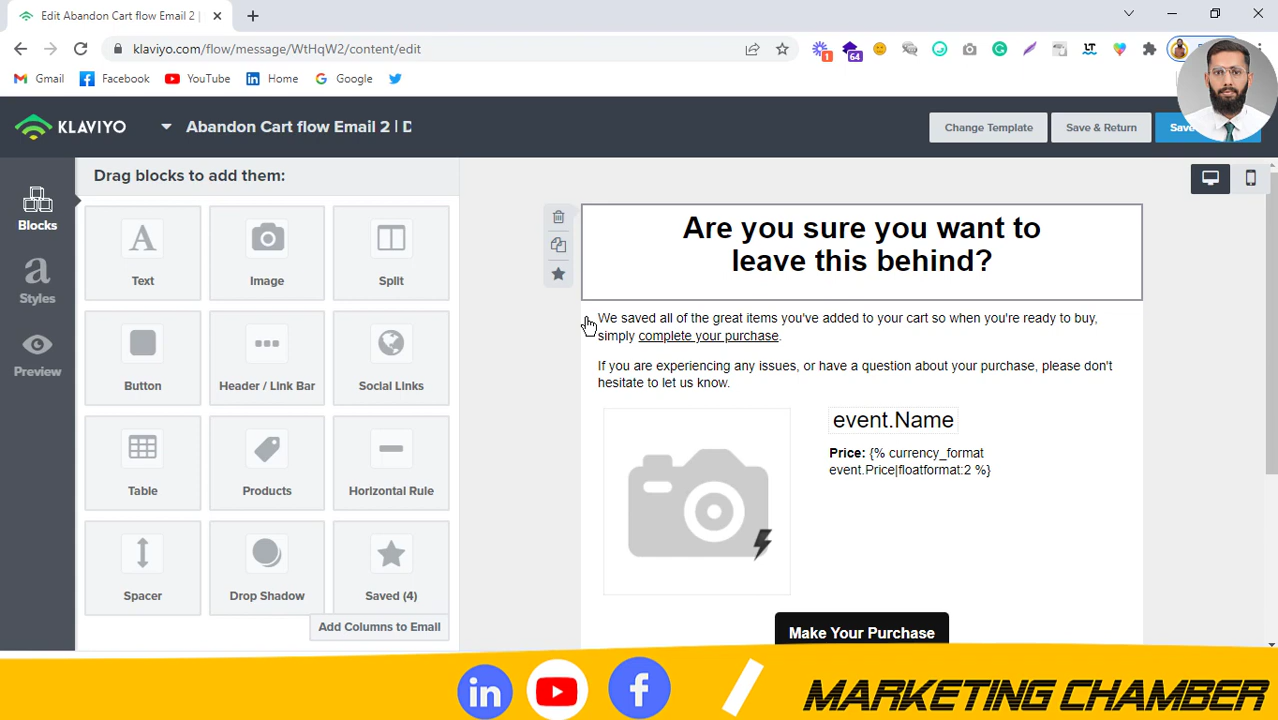 Edit Abandon Cart flow Email 2 |
klaviyo.com/flow/message/WtHqW2/content/edit
1
64
LT
Gmail
Facebook
YouTube
Home
Google
KLAVIYO
Abandon Cart flow Email 2 | D
Change Template
Save & Return
Save
Blocks
Styles
Preview
Drag blocks to add them:
Text
Image
Split
Button
Header / Link Bar
Social Links
Table
Products
Horizontal Rule
Spacer
Drop Shadow
Saved (4)
Add Columns to Email
Are you sure you want to
leave this behind?
We saved all of the great items you've added to your cart so when you're ready to buy,
simply complete your purchase.
If you are experiencing any issues, or have a question about your purchase, please don't
hesitate to let us know.
event.Name
Price: {% currency_format
event.Price|floatformat:2 %}
Make Your Purchase
MARKETING CHAMBER